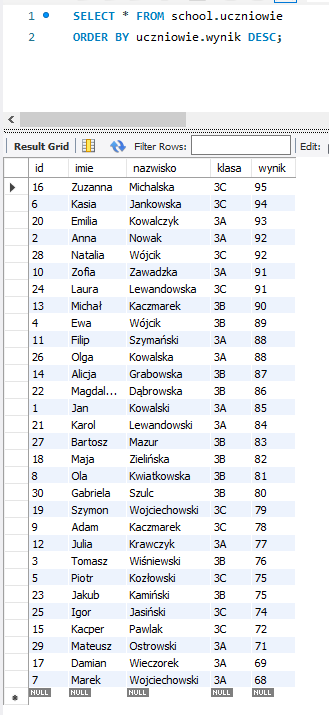 1 SELECT * FROM school.uczniowie
2 ORDER BY uczniowie.wynik DESC;
Result Grid Filter Rows: Edit:
id imie nazwisko klasa wynik
16 Zuzanna Michalska 3C 95
6 Kasia Jankowska 3C 94
20 Emilia Kowalczyk 3A 93
2 Anna Nowak 3A 92
28 Natalia Wójcik 3C 92
10 Zofia Zawadzka 3A 91
24 Laura Lewandowska 3C 91
13 Michał Kaczmarek 3B 90
4 Ewa Wójcik 3B 89
11 Filip Szymański 3A 88
26 Olga Kowalska 3A 88
14 Alicja Grabowska 3B 87
22 Magdal... Dąbrowska 3B 86
1 Jan Kowalski 3A 85
21 Karol Lewandowski 3A 84
27 Bartosz Mazur 3B 83
18 Maja Zielińska 3B 82
8 Ola Kwiatkowska 3B 81
30 Gabriela Szulc 3B 80
19 Szymon Wojciechowski 3C 79
9 Adam Kaczmarek 3C 78
12 Julia Krawczyk 3A 77
3 Tomasz Wiśniewski 3B 76
5 Piotr Kozłowski 3C 75
23 Jakub Kamiński 3B 75
25 Igor Jasiński 3C 74
15 Kacper Pawlak 3C 72
29 Mateusz Ostrowski 3A 71
17 Damian Wieczorek 3A 69
7 Marek Wojciechowski 3A 68
NULL NULL NULL NULL NULL